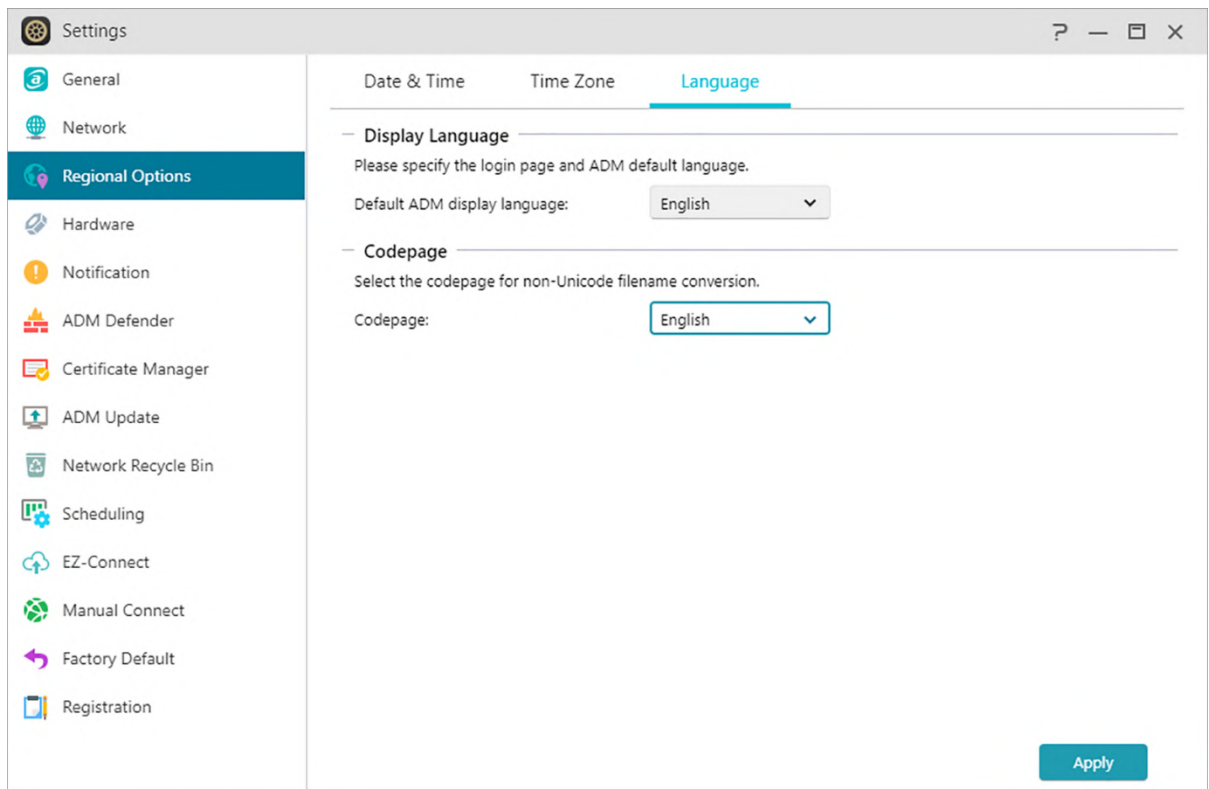 Settings
General
Network
Regional Options
Hardware
Notification
ADM Defender
Certificate Manager
ADM Update
Network Recycle Bin
Scheduling
EZ-Connect
Manual Connect
Factory Default
Registration
Date & Time
Time Zone
Language
Display Language
Please specify the login page and ADM default language.
Default ADM display language: English
Codepage
Select the codepage for non-Unicode filename conversion.
Codepage: English
Apply